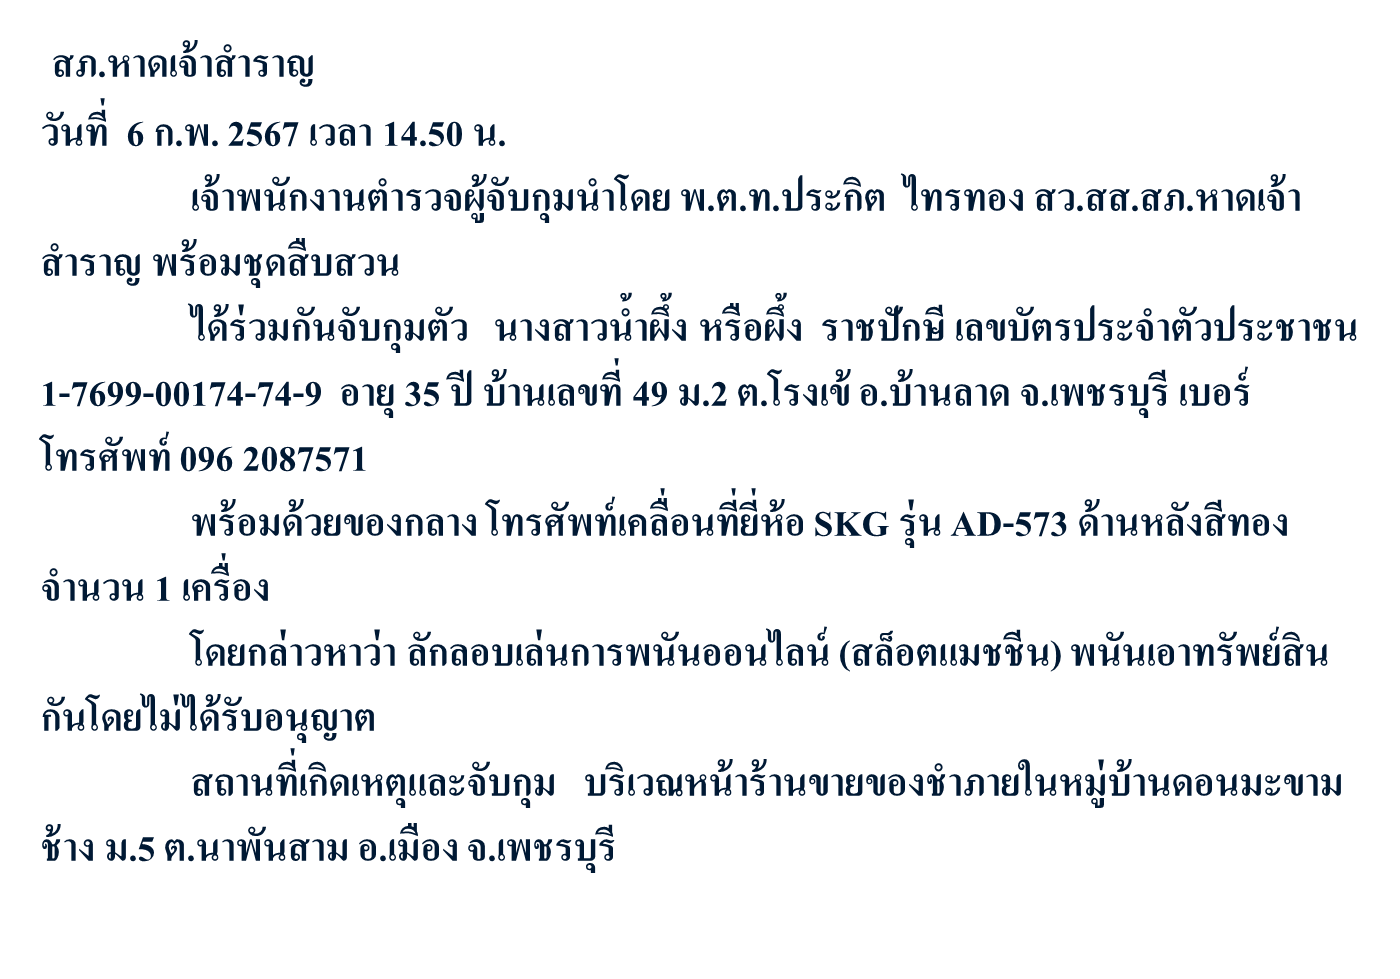 สภ.หาดเจ้าสำราญ
วันที่  6 ก.พ. 2567 เวลา 14.50 น.
เจ้าพนักงานตำรวจผู้จับกุมนำโดย พ.ต.ท.ประกิต  ไทรทอง สว.สส.สภ.หาดเจ้า
สำราญ พร้อมชุดสืบสวน
ได้ร่วมกันจับกุมตัว   นางสาวน้ำผึ้ง หรือผึ้ง  ราชปักษี เลขบัตรประจำตัวประชาชน
1-7699-00174-74-9  อายุ 35 ปี บ้านเลขที่ 49 ม.2 ต.โรงเข้ อ.บ้านลาด จ.เพชรบุรี เบอร์
โทรศัพท์ 096 2087571
พร้อมด้วยของกลาง โทรศัพท์เคลื่อนที่ยี่ห้อ SKG รุ่น AD-573 ด้านหลังสีทอง
จำนวน 1 เครื่อง
โดยกล่าวหาว่า ลักลอบเล่นการพนันออนไลน์ (สล็อตแมชชีน) พนันเอาทรัพย์สิน
กันโดยไม่ได้รับอนุญาต
สถานที่เกิดเหตุและจับกุม   บริเวณหน้าร้านขายของชำภายในหมู่บ้านดอนมะขาม
ช้าง ม.5 ต.นาพันสาม อ.เมือง จ.เพชรบุรี